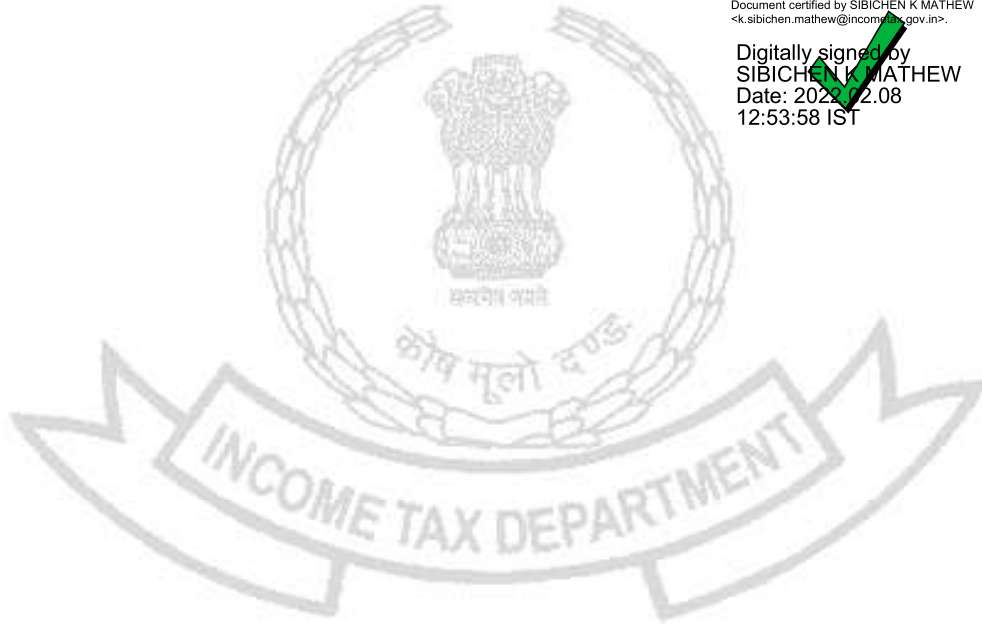 Document certified by SIBICHEN K MATHEW
<k.sibichen.mathew@incometax.gov.in>.
Digitally signed by
SIBICHEN K MATHEW
Date: 2022.02.08
12:53:58 IST
कोष मूलो दण्डः
INCOME TAX DEPARTMENT